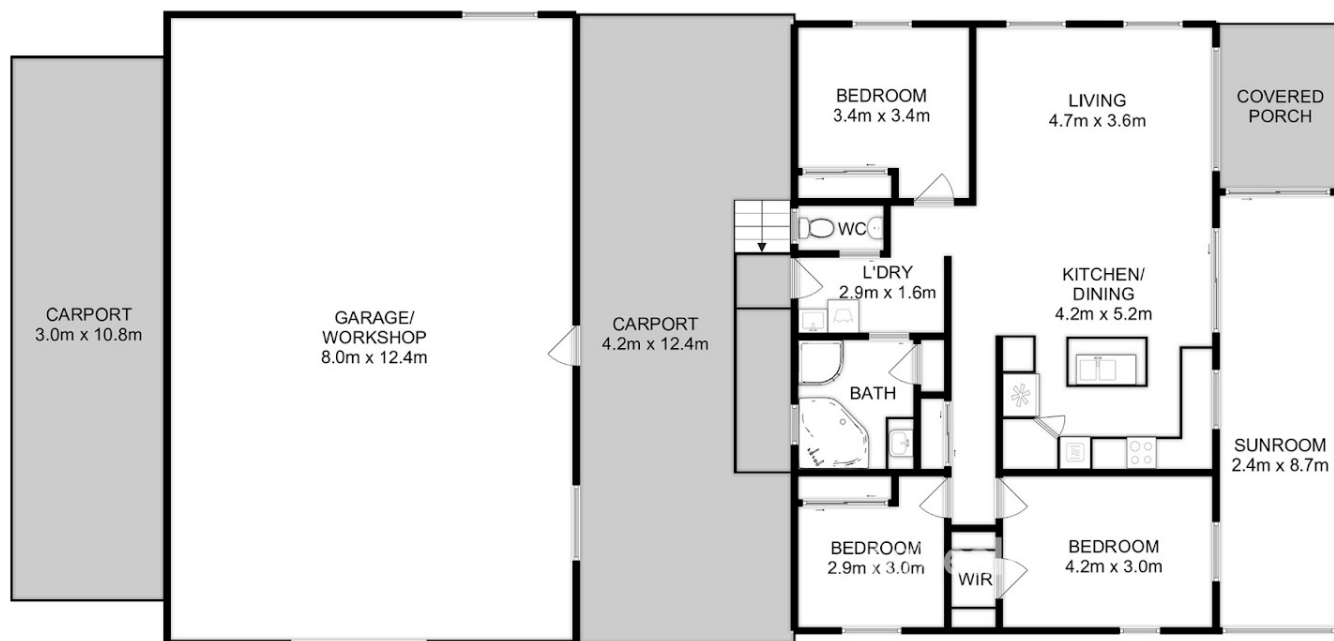 CARPORT
3.0m x 10.8m
GARAGE/
WORKSHOP
8.0m x 12.4m
CARPORT
4.2m x 12.4m
BEDROOM
3.4m x 3.4m
LIVING
4.7m x 3.6m
COVERED
PORCH
WC
L'DRY
2.9m x 1.6m
KITCHEN/
DINING
4.2m x 5.2m
BATH
SUNROOM
2.4m x 8.7m
BEDROOM
2.9m x 3.0m
WIR
BEDROOM
4.2m x 3.0m